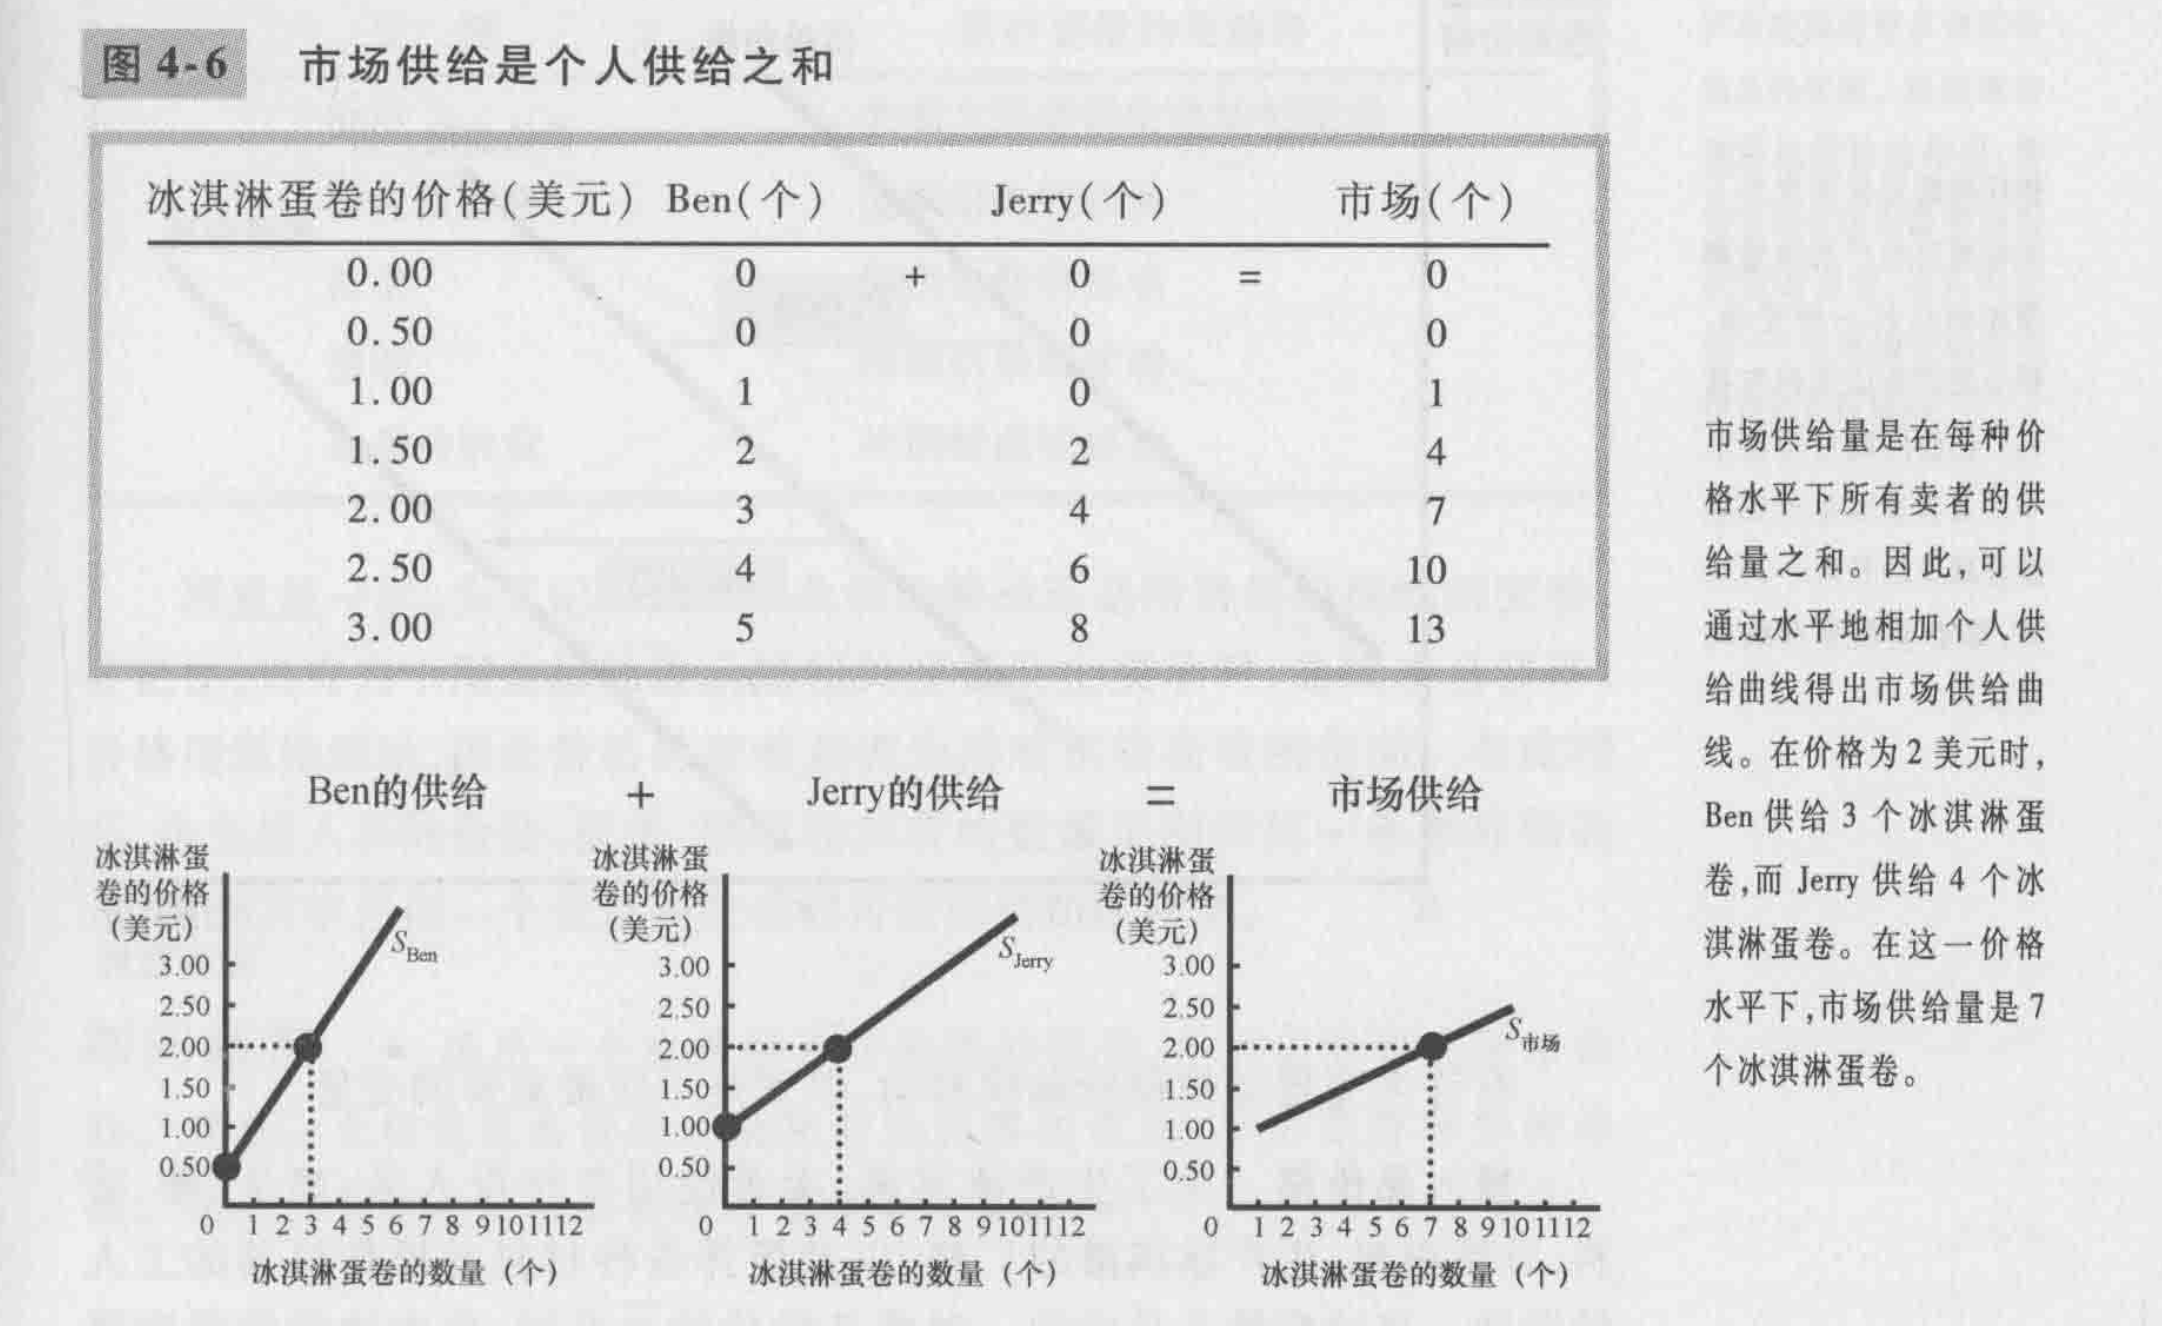 图 4-6 市场供给是个人供给之和
冰淇淋蛋卷的价格(美元) Ben(个) Jerry(个) 市场(个)
0.00 0 + 0 = 0
0.50 0 0 0
1.00 1 0 1
1.50 2 2 4
2.00 3 4 7
2.50 4 6 10
3.00 5 8 13
市场供给量是在每种价
格水平下所有卖者的供
给量之和。因此,可以
通过水平地相加个人供
给曲线得出市场供给曲
线。在价格为 2 美元时,
Ben 供给 3 个冰淇淋蛋
卷,而 Jerry 供给 4 个冰
淇淋蛋卷。在这一价格
水平下,市场供给量是 7
个冰淇淋蛋卷。
Ben的供给 + Jerry的供给 = 市场供给
冰淇淋蛋
卷的价格
(美元)
3.00
2.50
2.00
1.50
1.00
0.50
S Ben
0 1 2 3 4 5 6 7 8 9 10 11 12
冰淇淋蛋卷的数量(个)
冰淇淋蛋
卷的价格
(美元)
3.00
2.50
2.00
1.50
1.00
0.50
S Jerry
0 1 2 3 4 5 6 7 8 9 10 11 12
冰淇淋蛋卷的数量(个)
冰淇淋蛋
卷的价格
(美元)
3.00
2.50
2.00
1.50
1.00
0.50
S 市场
0 1 2 3 4 5 6 7 8 9 10 11 12
冰淇淋蛋卷的数量(个)